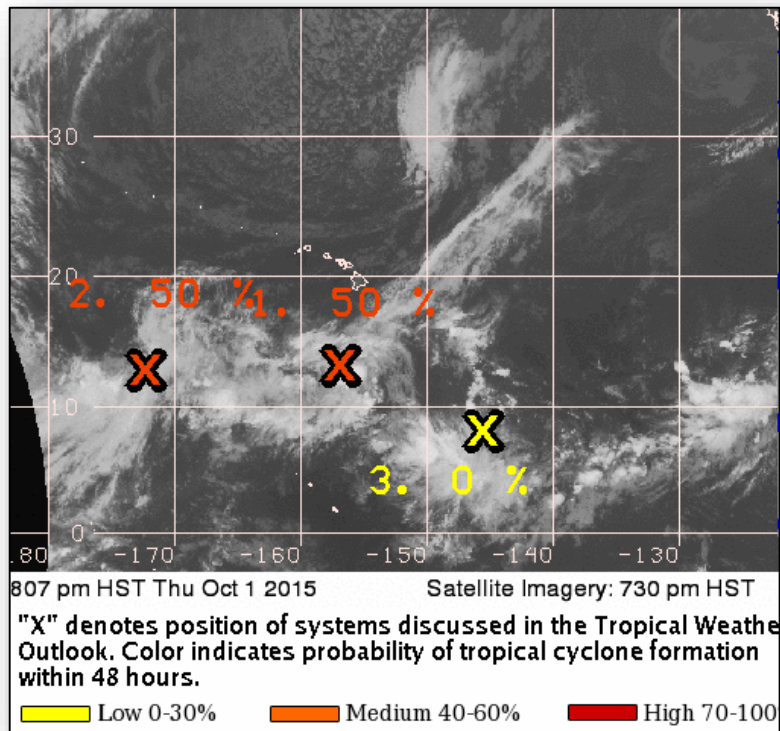 30
20
2. 50 %
1. 50 %
X
X
10
X
3. 0 %
0
.80 -170 -160 -150 -140 -130
807 pm HST Thu Oct 1 2015 Satellite Imagery: 730 pm HST
"X" denotes position of systems discussed in the Tropical Weathe
Outlook. Color indicates probability of tropical cyclone formation
within 48 hours.
Low 0-30% Medium 40-60% High 70-100